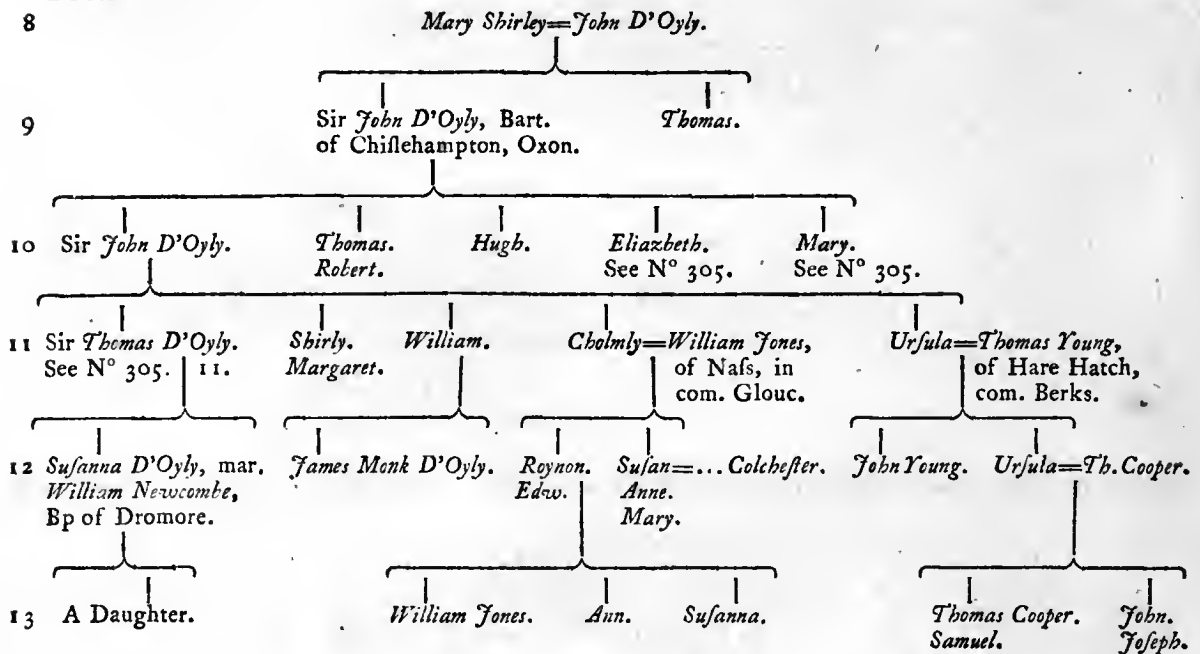 8 Mary Shirley=John D'Oyly.
9 Sir John D'Oyly, Bart. Thomas.
of Chiſlehampton, Oxon.
10 Sir John D'Oyly. Thomas. Hugh. Eliazbeth. Mary.
Robert. See N° 305. See N° 305.
11 Sir Thomas D'Oyly. Shirly. William. Cholmly=William Jones, Urſula=Thomas Young,
See N° 305. 11. Margaret. of Naſs, in of Hare Hatch,
com. Glouc. com. Berks.
12 Suſanna D'Oyly, mar. James Monk D'Oyly. Roynon. Suſan=... Colcheſter. John Young. Urſula=Th. Cooper.
William Newcombe, Edw. Anne.
Bp of Dromore. Mary.
13 A Daughter. William Jones. Ann. Suſanna. Thomas Cooper. John.
Samuel. Joſeph.